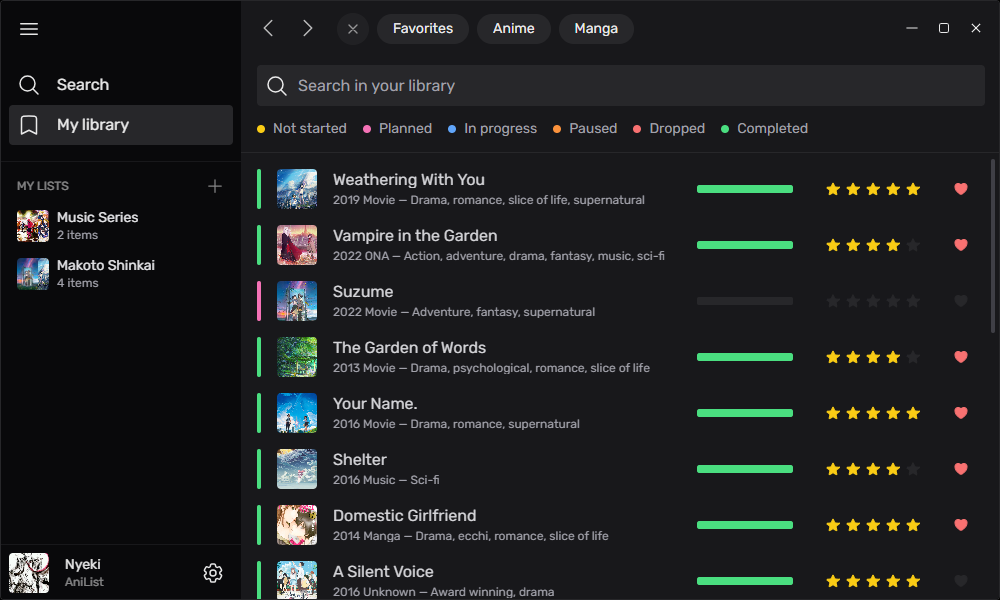 Favorites
Anime
Manga
Search
My library
MY LISTS
Music Series
2 items
Makoto Shinkai
4 items
Nyeki
AniList
Search in your library
Not started
Planned
In progress
Paused
Dropped
Completed
Weathering With You
2019 Movie — Drama, romance, slice of life, supernatural
Vampire in the Garden
2022 ONA — Action, adventure, drama, fantasy, music, sci-fi
Suzume
2022 Movie — Adventure, fantasy, supernatural
The Garden of Words
2013 Movie — Drama, psychological, romance, slice of life
Your Name.
2016 Movie — Drama, romance, supernatural
Shelter
2016 Music — Sci-fi
Domestic Girlfriend
2014 Manga — Drama, ecchi, romance, slice of life
A Silent Voice
2016 Unknown — Award winning, drama